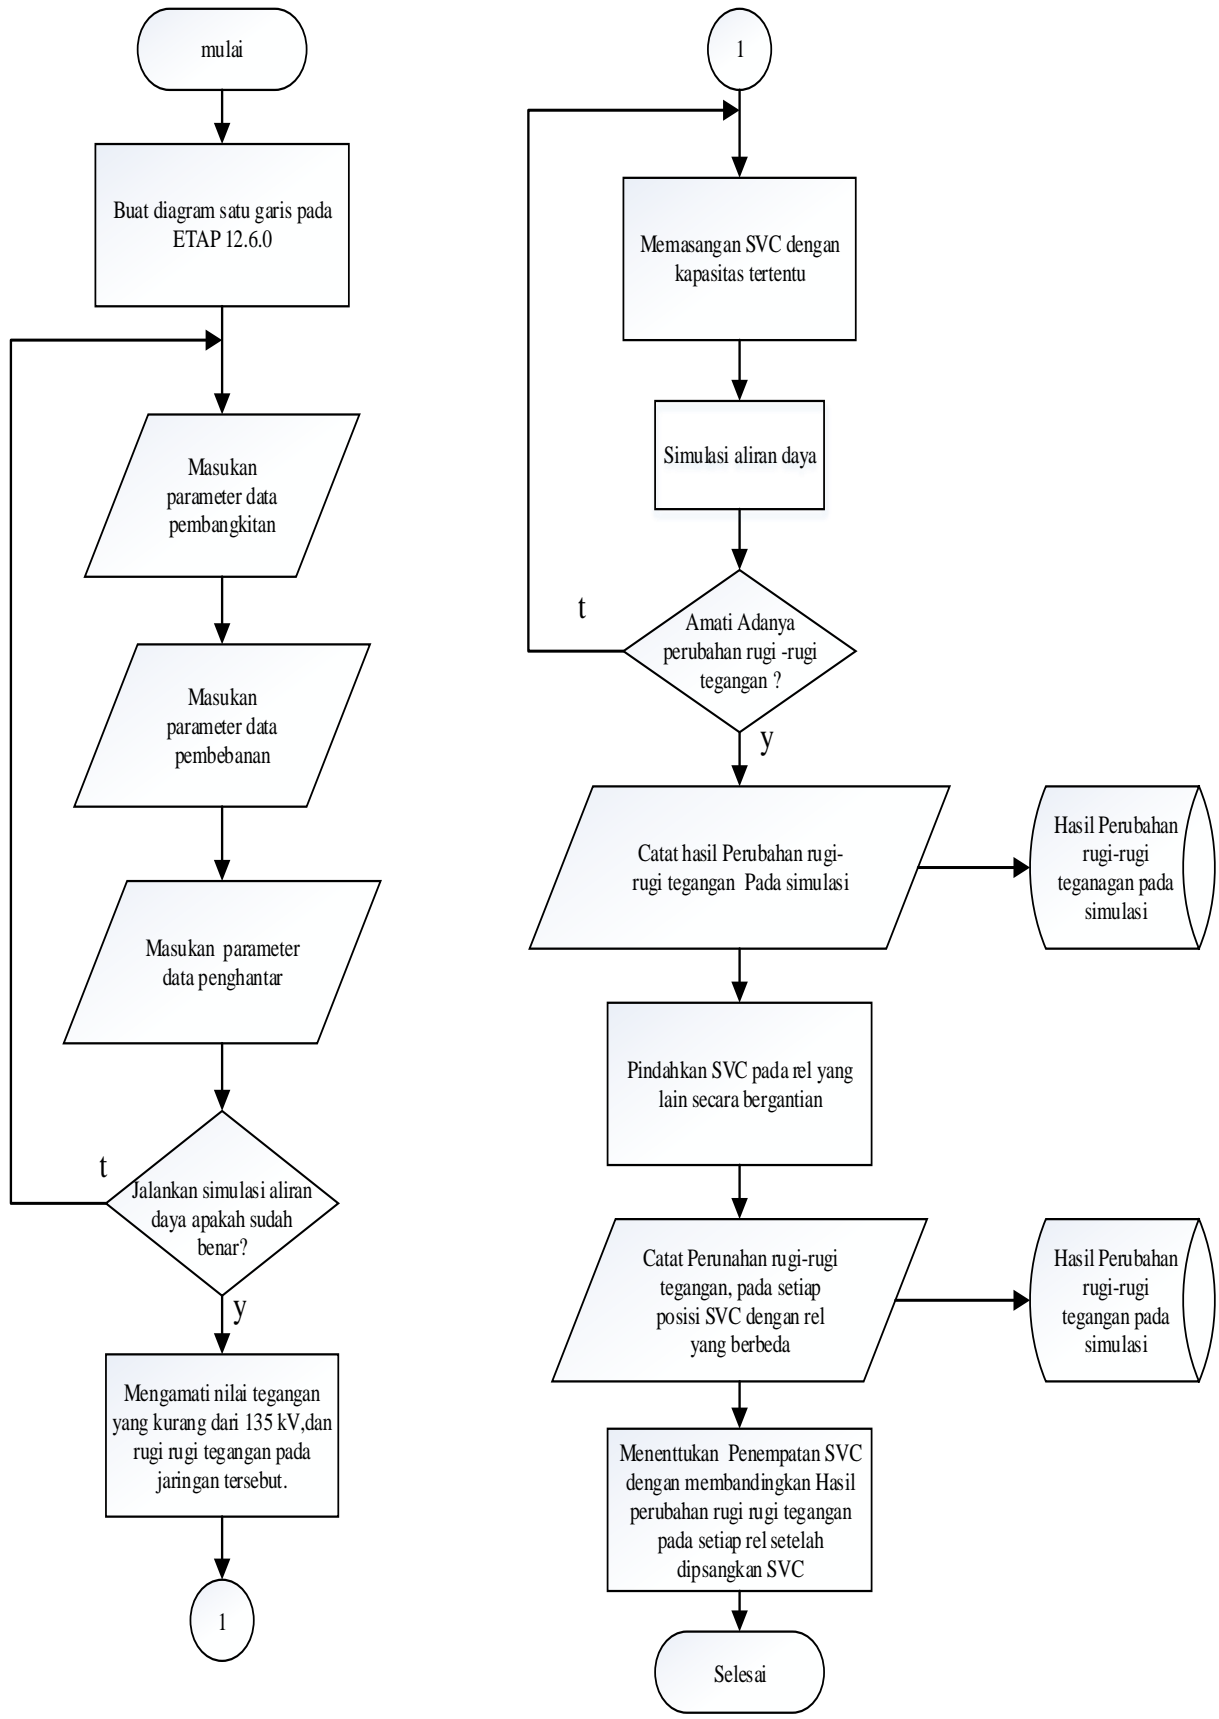 mulai
Buat diagram satu garis pada
ETAP 12.6.0
Masukan
parameter data
pembangkitan
Masukan
parameter data
pembebanan
Masukan parameter
data penghantar
t
Jalankan simulasi aliran
daya apakah sudah
benar?
y
Mengamati nilai tegangan
yang kurang dari 135 kV,dan
rugi rugi tegangan pada
jaringan tersebut.
1
1
Memasangan SVC dengan
kapasitas tertentu
Simulasi aliran daya
t
Amati Adanya
perubahan rugi -rugi
tegangan ?
y
Catat hasil Perubahan rugi-
rugi tegangan Pada simulasi
Hasil Perubahan
rugi-rugi
teganagan pada
simulasi
Pindahkan SVC pada rel yang
lain secara bergantian
Catat Perunahan rugi-rugi
tegangan, pada setiap
posisi SVC dengan rel
yang berbeda
Hasil Perubahan
rugi-rugi
tegangan pada
simulasi
Menenttukan Penempatan SVC
dengan membandingkan Hasil
perubahan rugi rugi tegangan
pada setiap rel setelah
dipsangkan SVC
Selesai